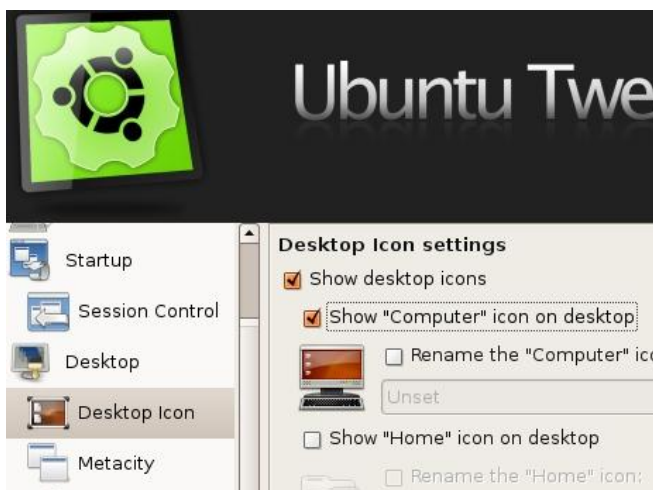 Ubuntu Twe
Startup
Session Control
Desktop
Desktop Icon
Metacity
Desktop Icon settings
Show desktop icons
Show "Computer" icon on desktop
Rename the "Computer" ic
Unset
Show "Home" icon on desktop
Rename the "Home" icon: